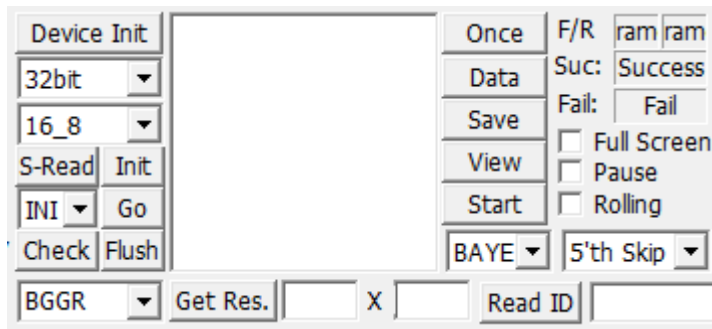 Device Init Once F/R ram ram
32bit Data Suc: Success
16_8 Save Fail: Fail
Full Screen
S-Read Init View Pause
INI Go Start Rolling
Check Flush BAYE 5'th Skip
BGGR Get Res. X Read ID